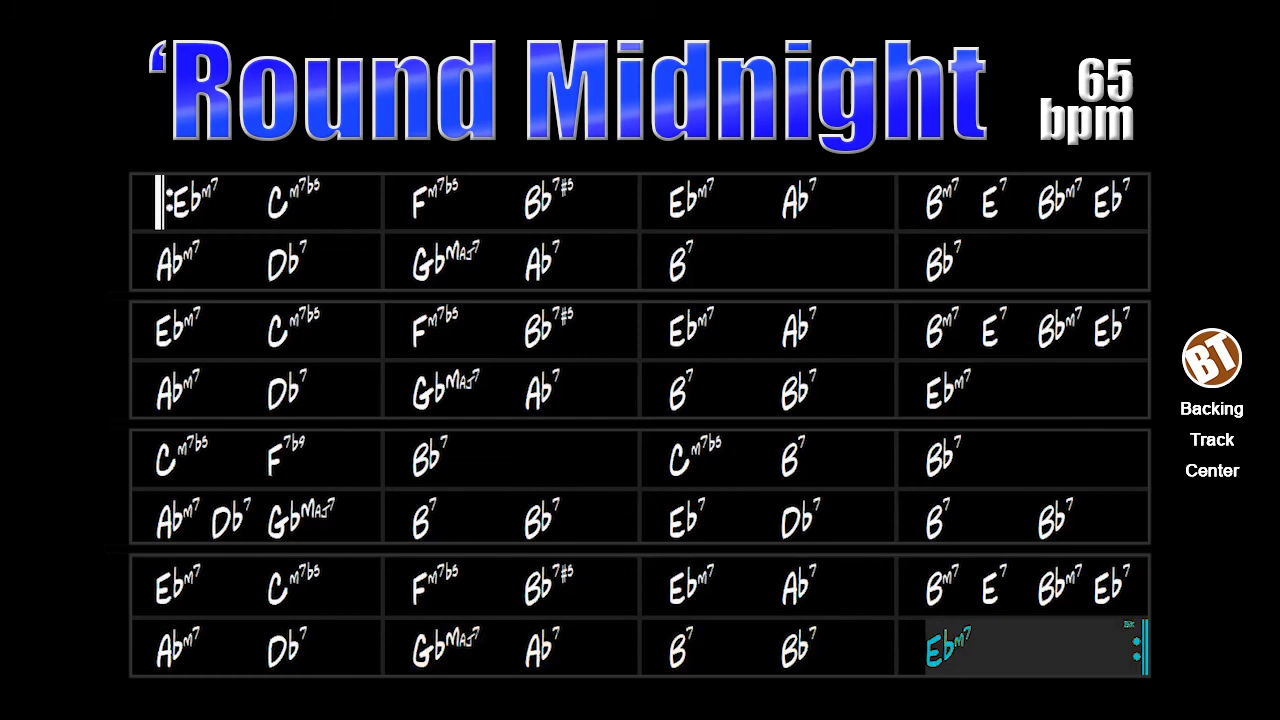 ‘Round Midnight
65
bpm
Ebm7 Cm7b5 Fm7b5 Bb7#5 Ebm7 Ab7 Bm7 E7 Bbm7 Eb7
Abm7 Db7 GbMAJ7 Ab7 B7 Bb7
Ebm7 Cm7b5 Fm7b5 Bb7#5 Ebm7 Ab7 Bm7 E7 Bbm7 Eb7
Abm7 Db7 GbMAJ7 Ab7 B7 Bb7 Ebm7
Cm7b5 F7b9 Bb7 Cm7b5 B7 Bb7
Abm7 Db7 GbMAJ7 B7 Bb7 Eb7 Db7 B7 Bb7
Ebm7 Cm7b5 Fm7b5 Bb7#5 Ebm7 Ab7 Bm7 E7 Bbm7 Eb7
Abm7 Db7 GbMAJ7 Ab7 B7 Bb7 Ebm7
BT
Backing
Track
Center